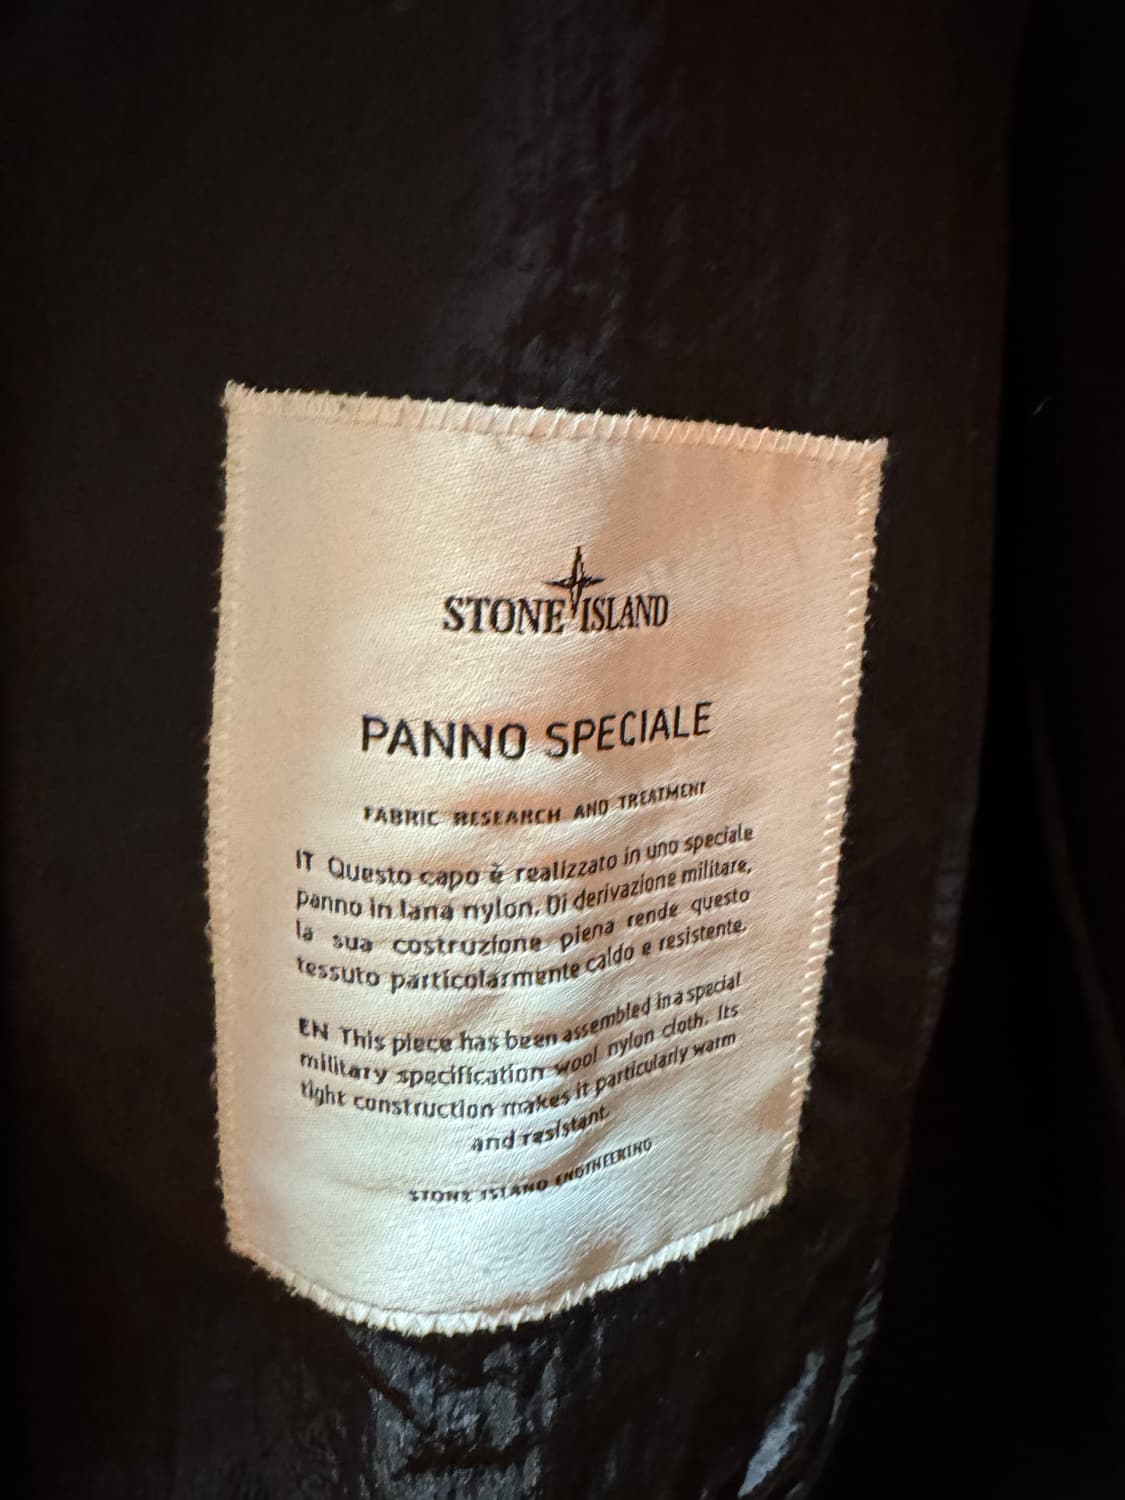 STONE ISLAND
PANNO SPECIALE
FABRIC RESEARCH AND TREATMENT
IT Questo capo è realizzato in uno speciale
panno in lana nylon. Di derivazione militare,
la sua costruzione piena rende questo
tessuto particolarmente caldo e resistente.
EN This piece has been assembled in a special
military specification wool nylon cloth. Its
tight construction makes it particularly warm
and resistant.
STONE ISLAND ENGINEERING